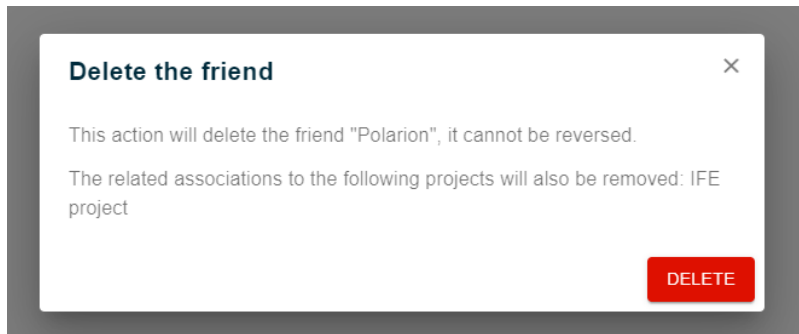 Delete the friend
This action will delete the friend "Polarion", it cannot be reversed.
The related associations to the following projects will also be removed: IFE
project
DELETE